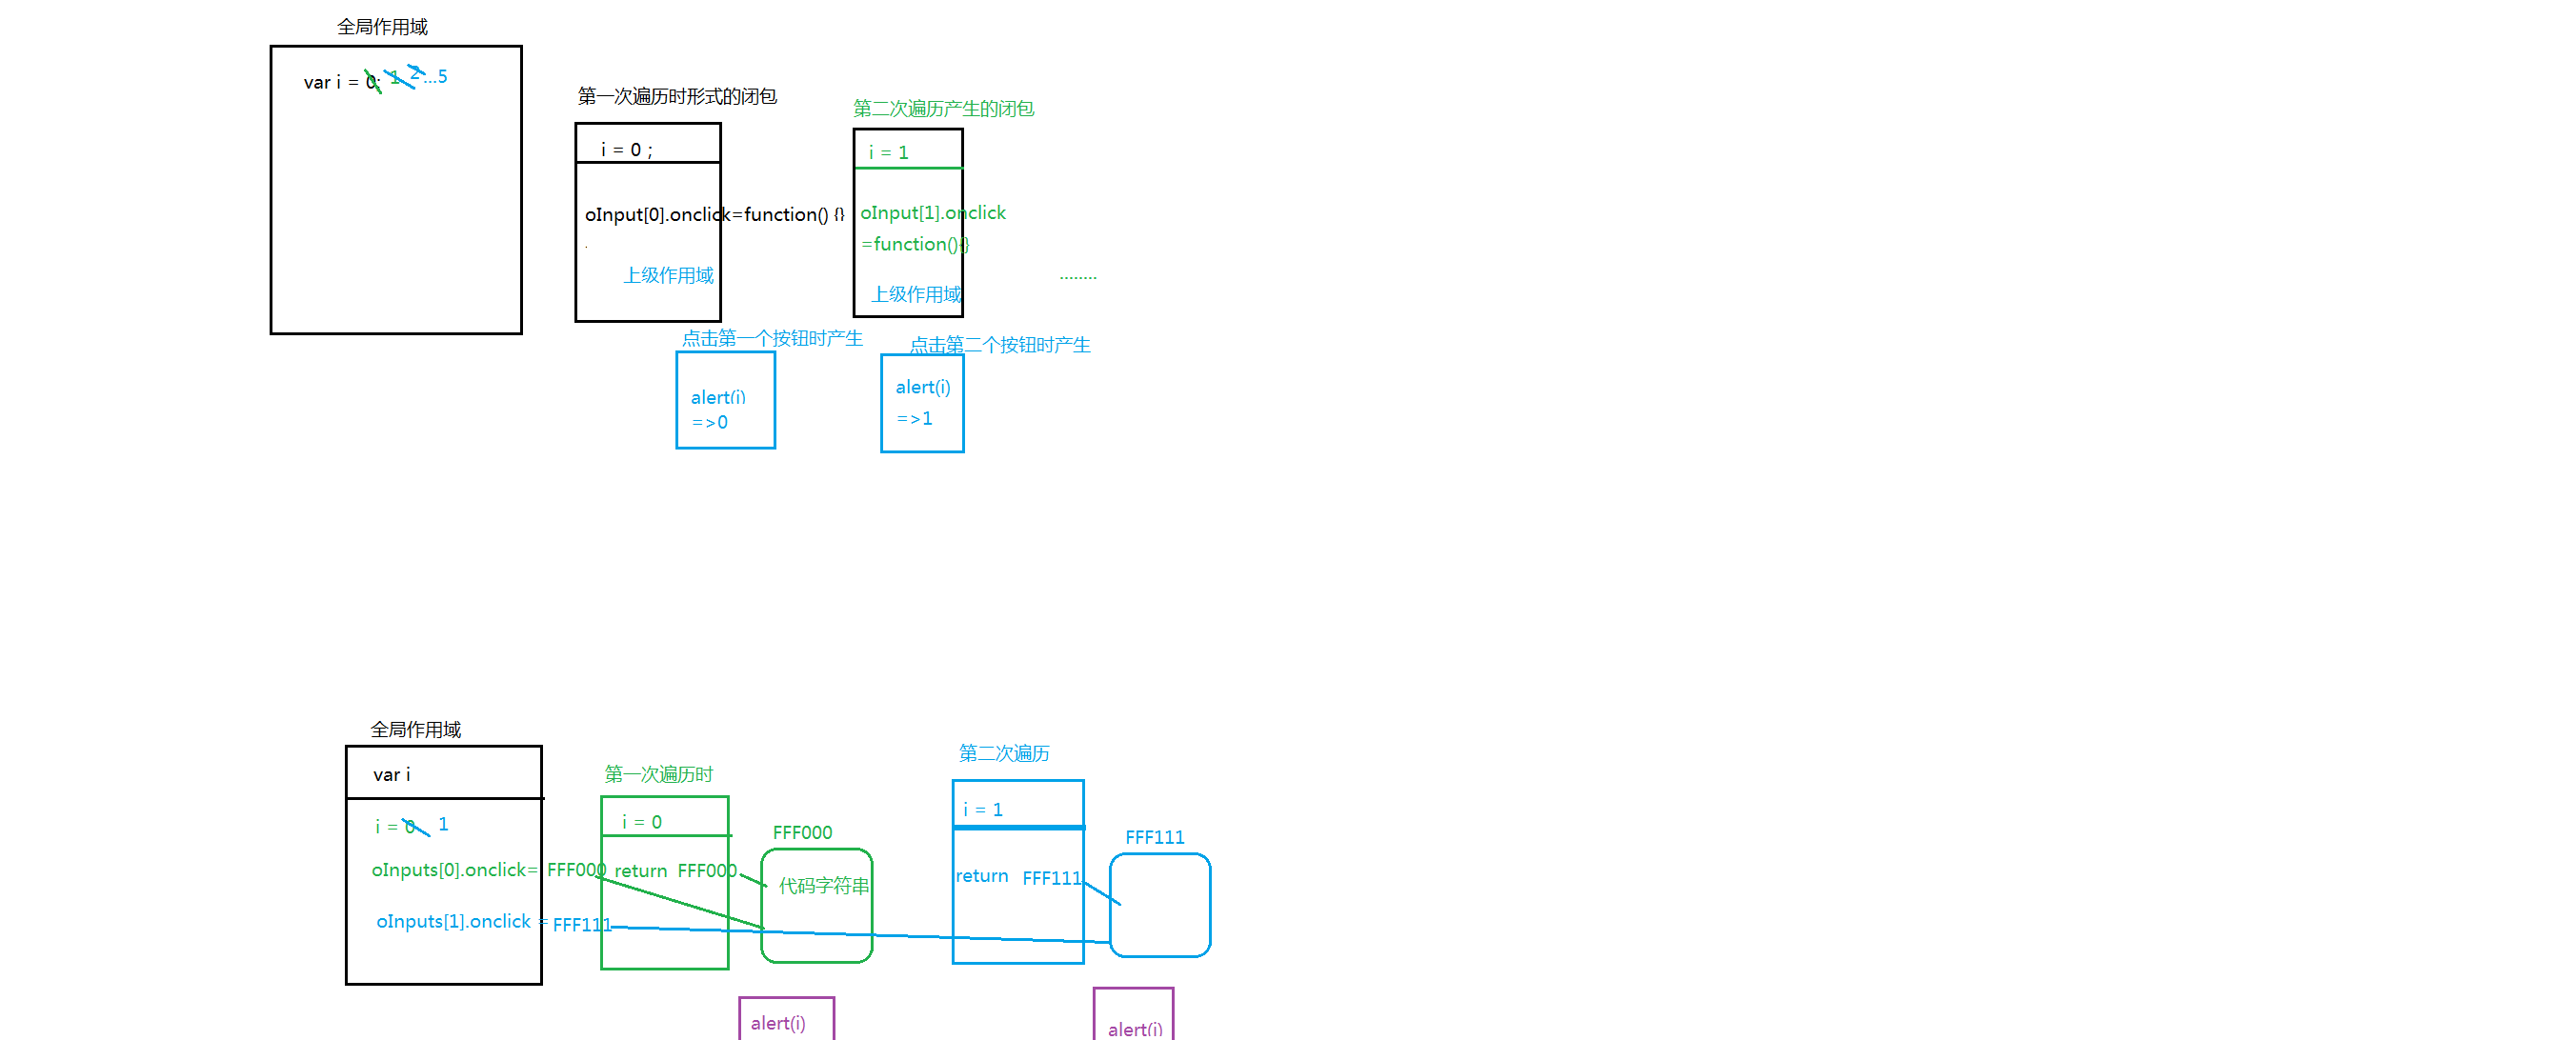 全局作用域
var i = 0; 1 2 ...5
第一次遍历时形式的闭包
i = 0 ;
oInput[0].onclick=function() {}
上级作用域
第二次遍历产生的闭包
i = 1
oInput[1].onclick
=function(){}
上级作用域
........
点击第一个按钮时产生
alert(i)
=>0
点击第二个按钮时产生
alert(i)
=>1
全局作用域
var i
i = 0 1
oInputs[0].onclick= FFF000
oInputs[1].onclick = FFF111
第一次遍历时
i = 0
return FFF000
FFF000
代码字符串
第二次遍历
i = 1
return FFF111
FFF111
alert(i)
alert(i)